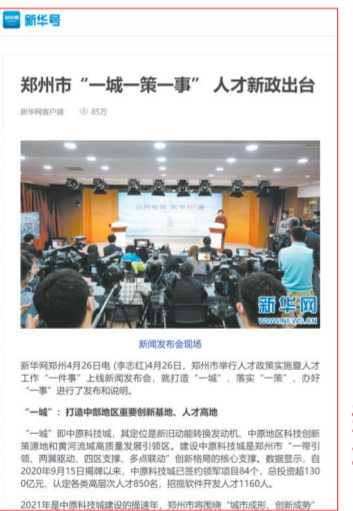 新华号
郑州市“一城一策一事” 人才新政出台
新华网客户端 85万
新华网
WWW.NEWS.CN
新闻发布会现场
新华网郑州4月26日电 (李志红)4月26日，郑州市举行人才政策实施暨人才
工作“一件事”上线新闻发布会，就打造“一城”、落实“一策”、办好
“一事”进行了发布和说明。
“一城”：打造中部地区重要创新基地、人才高地
“一城”即中原科技城，其定位是新旧动能转换发动机、中原地区科技创新
策源地和黄河流域高质量发展引领区。建设中原科技城是郑州市“一带引
领、两翼驱动、四区支撑、多点联动”创新格局的核心支撑。数据显示，自
2020年9月15日揭牌以来，中原科技城已签约领军项目84个，总投资超130
0亿元，认定各类高层次人才850名，招揽软件开发人才1160人。
2021年是中原科技城建设的提速年，郑州市将围绕“城市成形、创新成势”